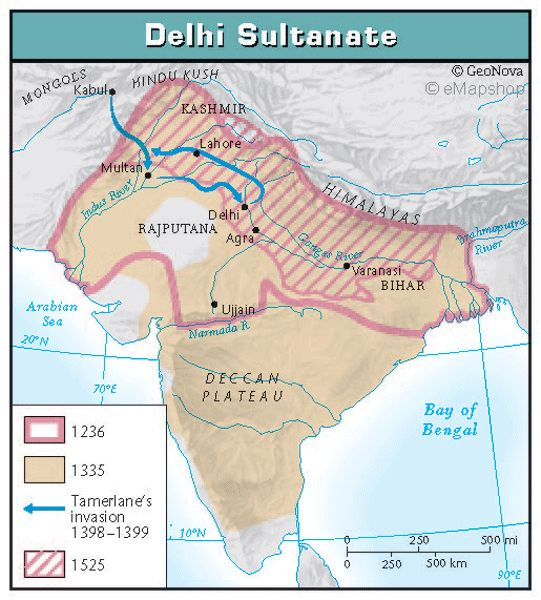 Delhi Sultanate
© GeoNova
© eMapshop
MONGOLS
HINDU KUSH
Kabul
KASHMIR
Lahore
Multan
Indus River
HIMALAYAS
Delhi
RAJPUTANA
Agra
Ganges River
Brahmaputra
River
Varanasi
BIHAR
Arabian
Sea
Ujjain
Narmada R.
20°N
70°E
DECCAN
PLATEAU
Bay of
Bengal
1236
1335
Tamerlane's
invasion
1398–1399
1525
10°N
0 250 500 mi
0 250 500 km
90°E